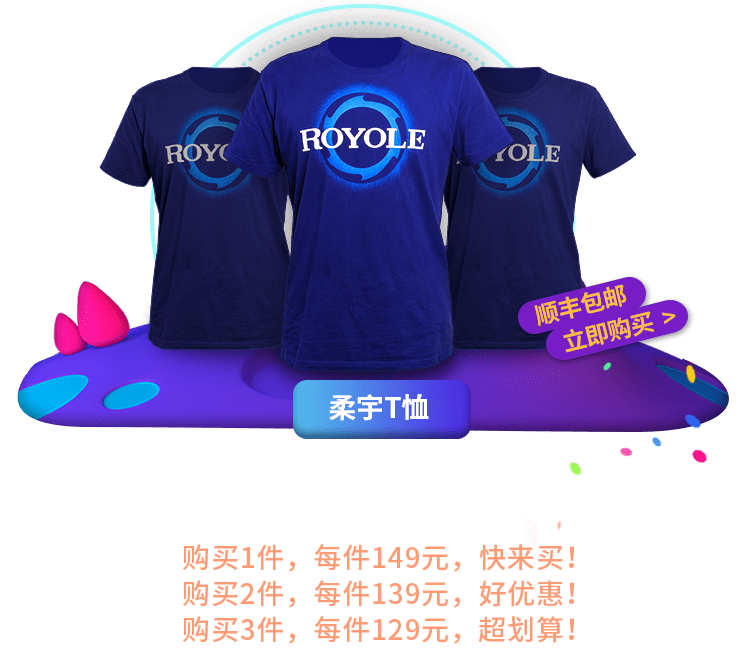 ROYOLE
ROYO
YOLE
顺丰包邮
立即购买 >
柔宇T恤
购买1件，每件149元，快来买！
购买2件，每件139元，好优惠！
购买3件，每件129元，超划算！